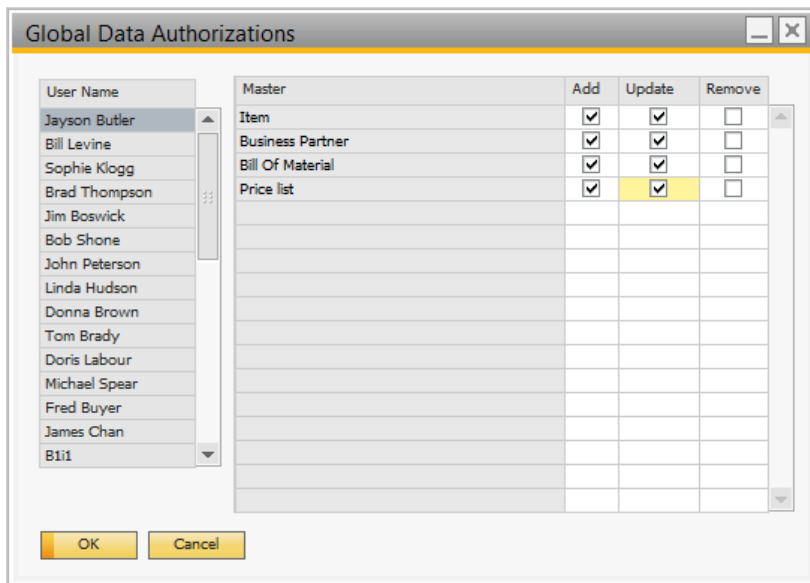 Global Data Authorizations
User Name
Jayson Butler
Bill Levine
Sophie Klogg
Brad Thompson
Jim Boswick
Bob Shone
John Peterson
Linda Hudson
Donna Brown
Tom Brady
Doris Labour
Michael Spear
Fred Buyer
James Chan
B1i1
Master Add Update Remove
Item
Business Partner
Bill Of Material
Price list
OK Cancel